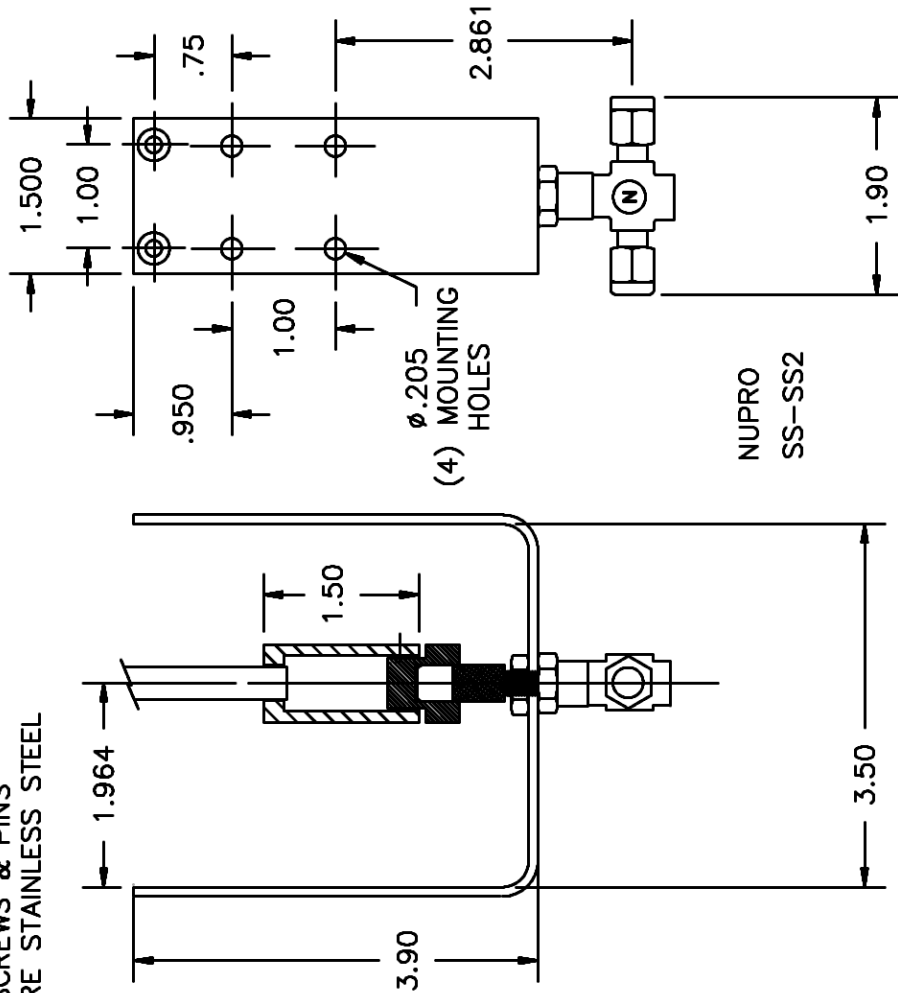 SCREWS & PINS
RE STAINLESS STEEL
1.964
1.50
3.90
3.50
1.500
1.00
.75
2.861
.950
1.00
(4) ø.205
MOUNTING
HOLES
N
1.90
NUPRO
SS-SS2